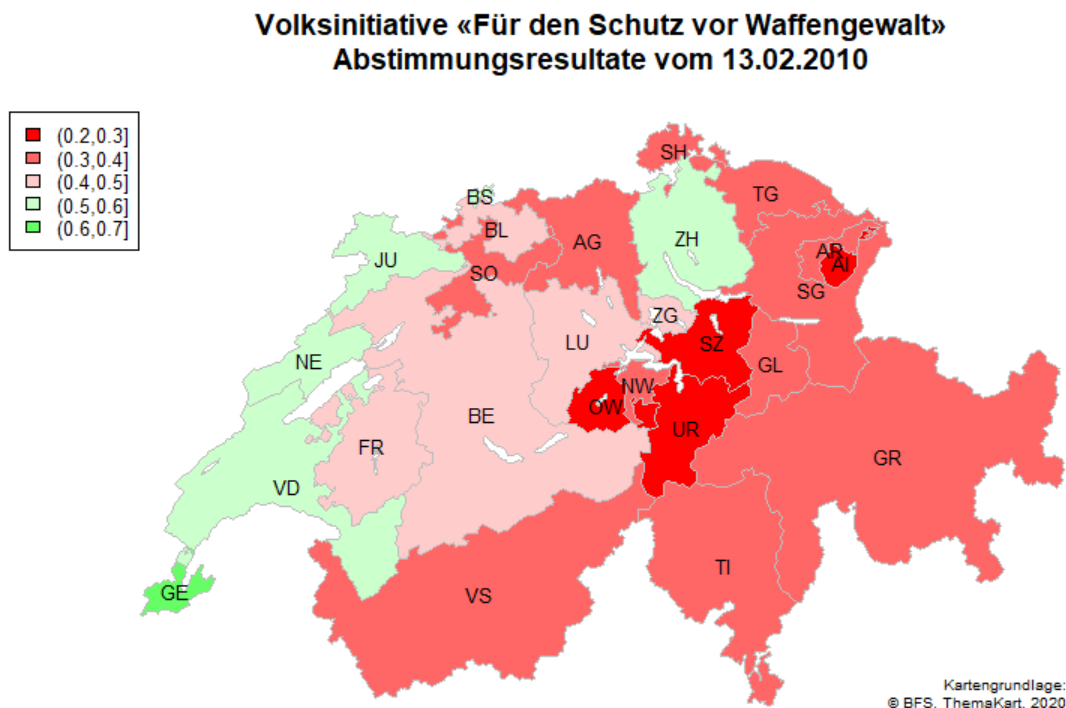 Volksinitiative «Für den Schutz vor Waffengewalt»
Abstimmungsresultate vom 13.02.2010
(0.2,0.3]
(0.3,0.4]
(0.4,0.5]
(0.5,0.6]
(0.6,0.7]
SH
TG
BS
BL
AG
ZH
AR
AI
JU
SO
SG
ZG
LU
SZ
NE
GL
NW
OW
BE
UR
FR
GR
VD
TI
GE
VS
Kartengrundlage:
© BFS, ThemaKart, 2020